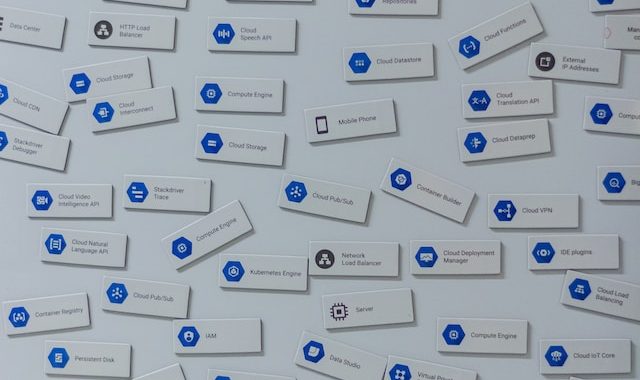 Repositories
Data Center
HTTP Load
Balancer
Cloud
Speech API
Cloud Functions
External
IP Addresses
Cloud Datastore
Cloud Storage
Cloud CDN
Cloud
Interconnect
Compute Engine
Cloud
Translation API
Mobile Phone
Stackdriver
Debugger
Cloud Storage
Cloud Dataprep
Cloud Video
Intelligence API
Stackdriver
Trace
Cloud Pub/Sub
Container Builder
Cloud VPN
Compute Engine
Cloud Natural
Language API
Kubernetes Engine
Network
Load Balancer
Cloud Deployment
Manager
IDE plugins
Cloud Load
Balancing
Container Registry
Cloud Pub/Sub
Server
IAM
Compute Engine
Persistent Disk
Data Studio
Cloud IoT Core